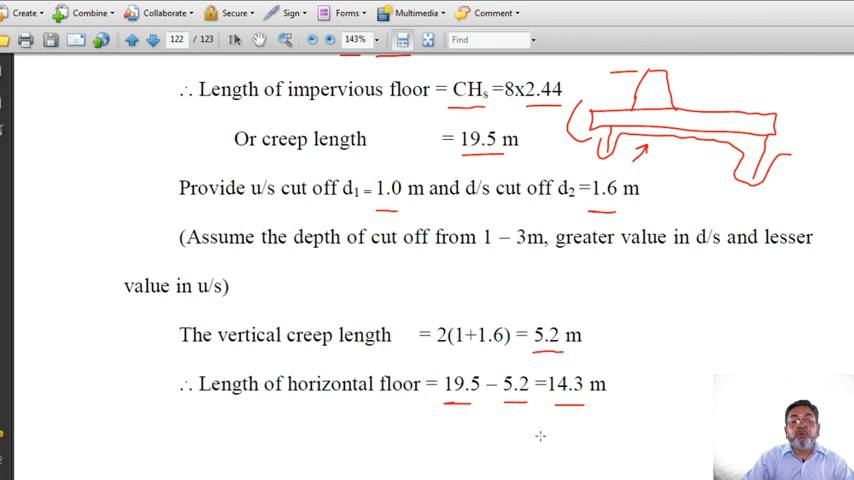 Create Combine Collaborate Secure Sign Forms Multimedia Comment
122 / 123 143% Find
∴ Length of impervious floor = CHs =8x2.44
Or creep length = 19.5 m
Provide u/s cut off d1 = 1.0 m and d/s cut off d2 =1.6 m
(Assume the depth of cut off from 1 – 3m, greater value in d/s and lesser
value in u/s)
The vertical creep length = 2(1+1.6) = 5.2 m
∴ Length of horizontal floor = 19.5 – 5.2 =14.3 m